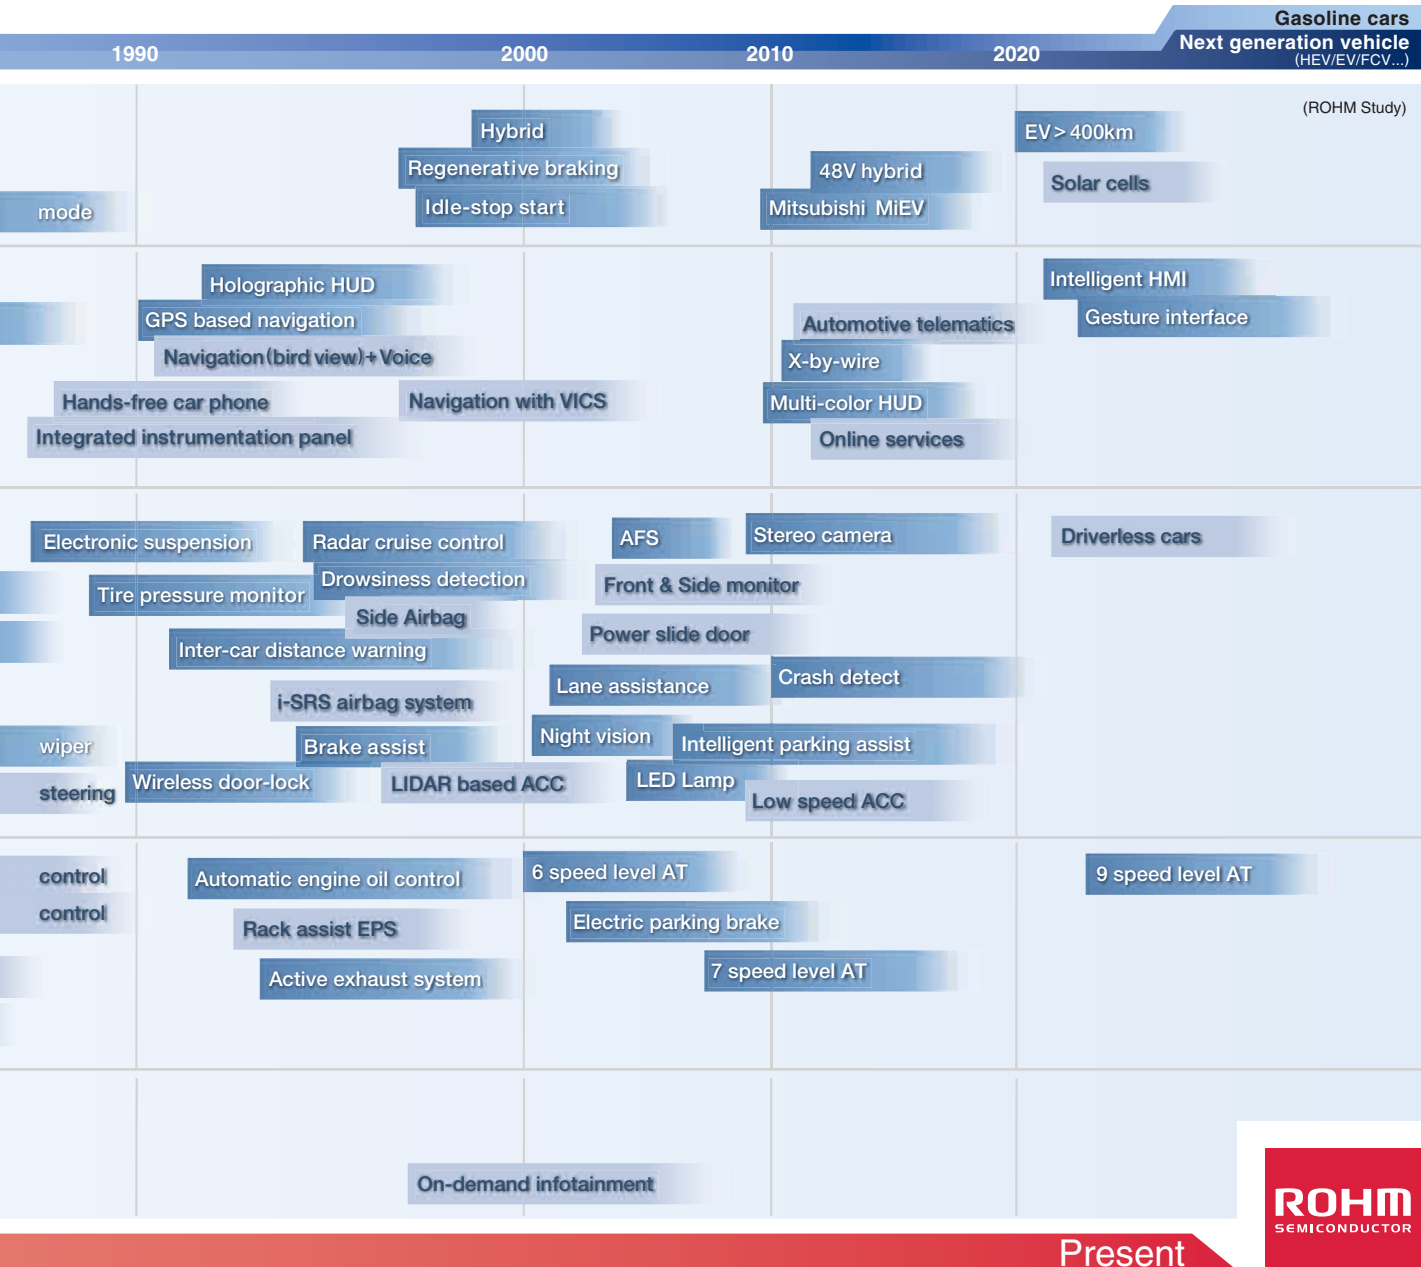 Gasoline cars
Next generation vehicle
(HEV/EV/FCV...)
1990
2000
2010
2020
(ROHM Study)
Hybrid
EV>400km
Regenerative braking
48V hybrid
Solar cells
mode
Idle-stop start
Mitsubishi MiEV
Holographic HUD
Intelligent HMI
GPS based navigation
Automotive telematics
Gesture interface
Navigation(bird view)+Voice
X-by-wire
Hands-free car phone
Navigation with VICS
Multi-color HUD
Integrated instrumentation panel
Online services
Electronic suspension
Radar cruise control
AFS
Stereo camera
Driverless cars
Tire pressure monitor
Drowsiness detection
Front & Side monitor
Side Airbag
Power slide door
Inter-car distance warning
Lane assistance
Crash detect
i-SRS airbag system
wiper
Brake assist
Night vision
Intelligent parking assist
steering
Wireless door-lock
LIDAR based ACC
LED Lamp
Low speed ACC
control
Automatic engine oil control
6 speed level AT
9 speed level AT
control
Rack assist EPS
Electric parking brake
Active exhaust system
7 speed level AT
On-demand infotainment
ROHM
SEMICONDUCTOR
Present